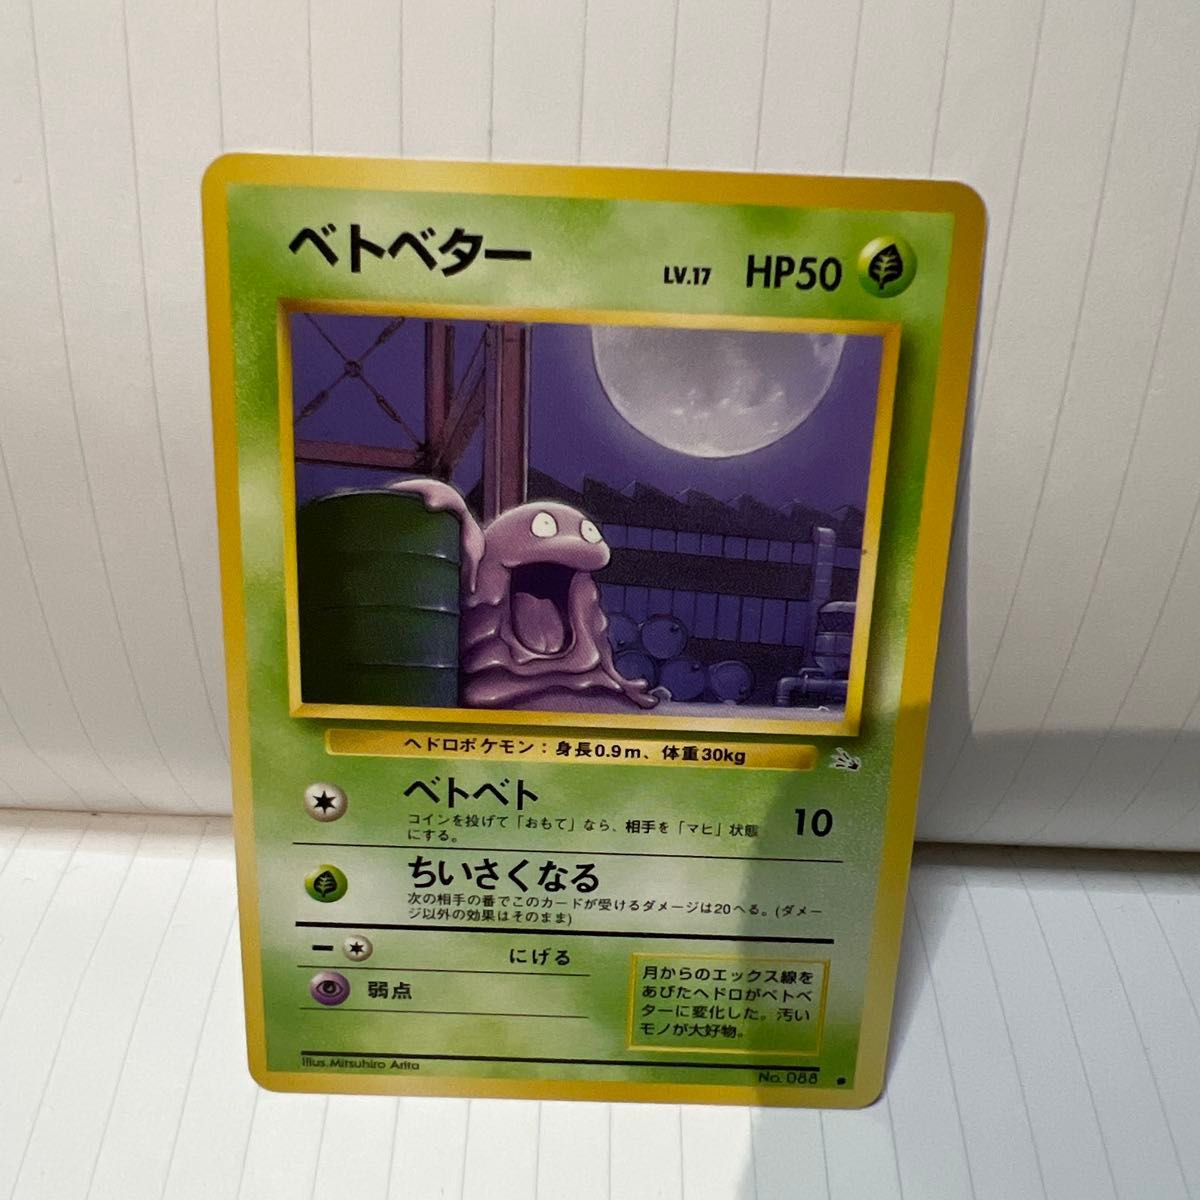 ベトベター
LV.17 HP50
ヘドロポケモン：身長0.9m、体重30kg
ベトベト
コインを投げて「おもて」なら、相手を「マヒ」状態
にする。
10
ちいさくなる
次の相手の番でこのカードが受けるダメージは20へる。(ダメー
ジ以外の効果はそのまま)
にげる
弱点
月からのエックス線を
あびたヘドロがベトベ
ターに変化した。汚い
モノが大好物。
Illus.Mitsuhiro Arita
No. 088